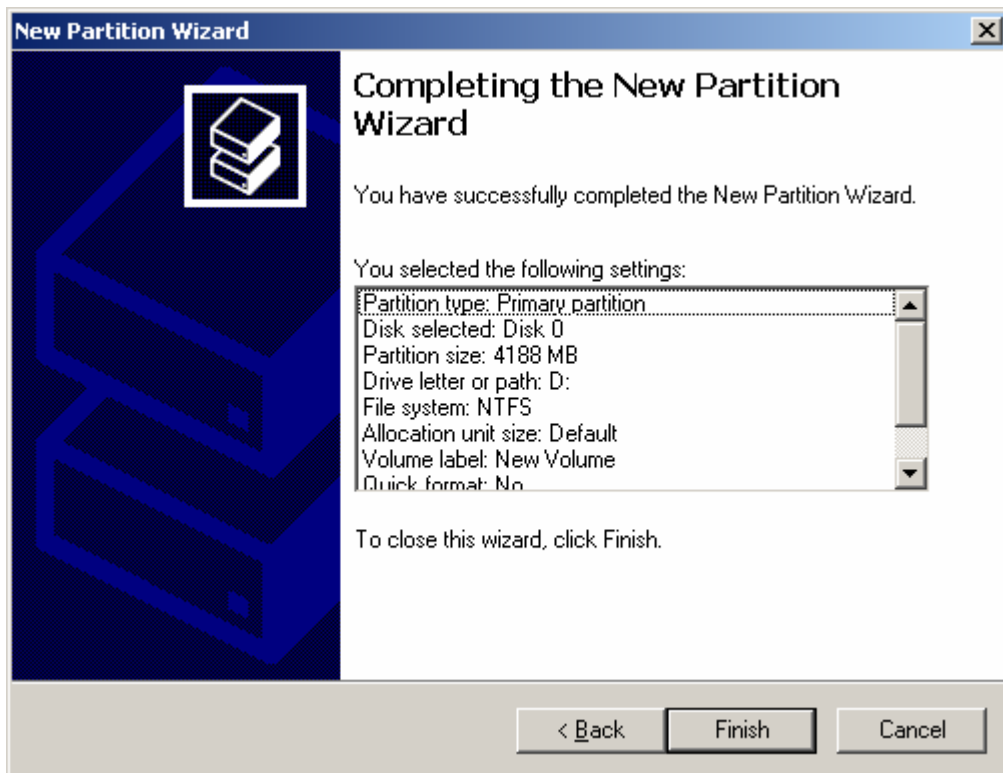 New Partition Wizard
Completing the New Partition
Wizard
You have successfully completed the New Partition Wizard.
You selected the following settings:
Partition type: Primary partition
Disk selected: Disk 0
Partition size: 4188 MB
Drive letter or path: D:
File system: NTFS
Allocation unit size: Default
Volume label: New Volume
Quick format: No
To close this wizard, click Finish.
< Back
Finish
Cancel